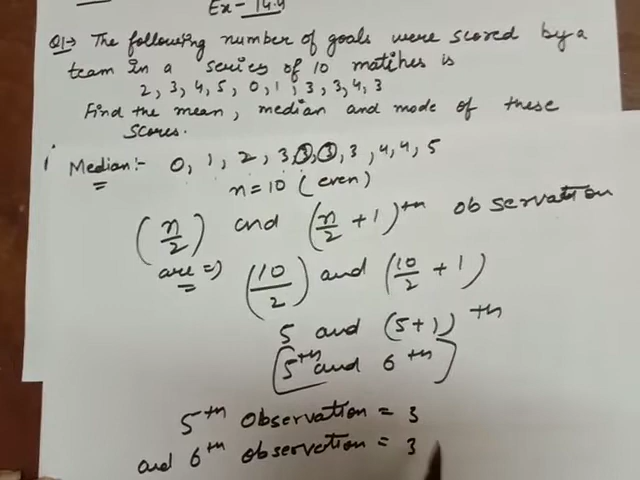 Ex - 14.4
Q1→ The following number of goals were scored by a
team in a series of 10 matches is
2, 3, 4, 5, 0, 1, 3, 3, 4, 3
Find the mean, median and mode of these
scores.
Median:- 0, 1, 2, 3, 3, 3, 3, 4, 4, 5
n = 10 (even)
(n/2) and (n/2 + 1)th observation
are ⇒ (10/2) and (10/2 + 1)
5 and (5+1)th
[5th and 6th]
5th observation = 3
and 6th observation = 3